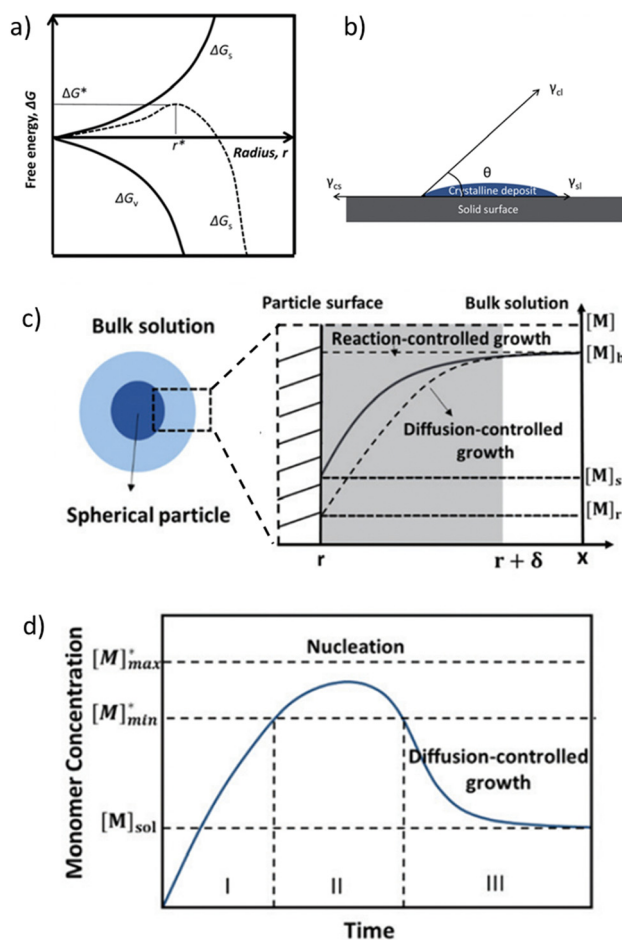 a)
Free energy, ΔG
ΔG*
ΔGs
r*
Radius, r
ΔGv
ΔGs
b)
γcl
θ
γcs
Crystalline deposit
γsl
Solid surface
c)
Particle surface
Bulk solution
Bulk solution
[M]
Reaction-controlled growth
[M]b
Diffusion-controlled
growth
[M]s
Spherical particle
[M]r
r
r + δ
x
d)
Monomer Concentration
Nucleation
[M]*max
[M]*min
Diffusion-controlled
growth
[M]sol
I
II
III
Time